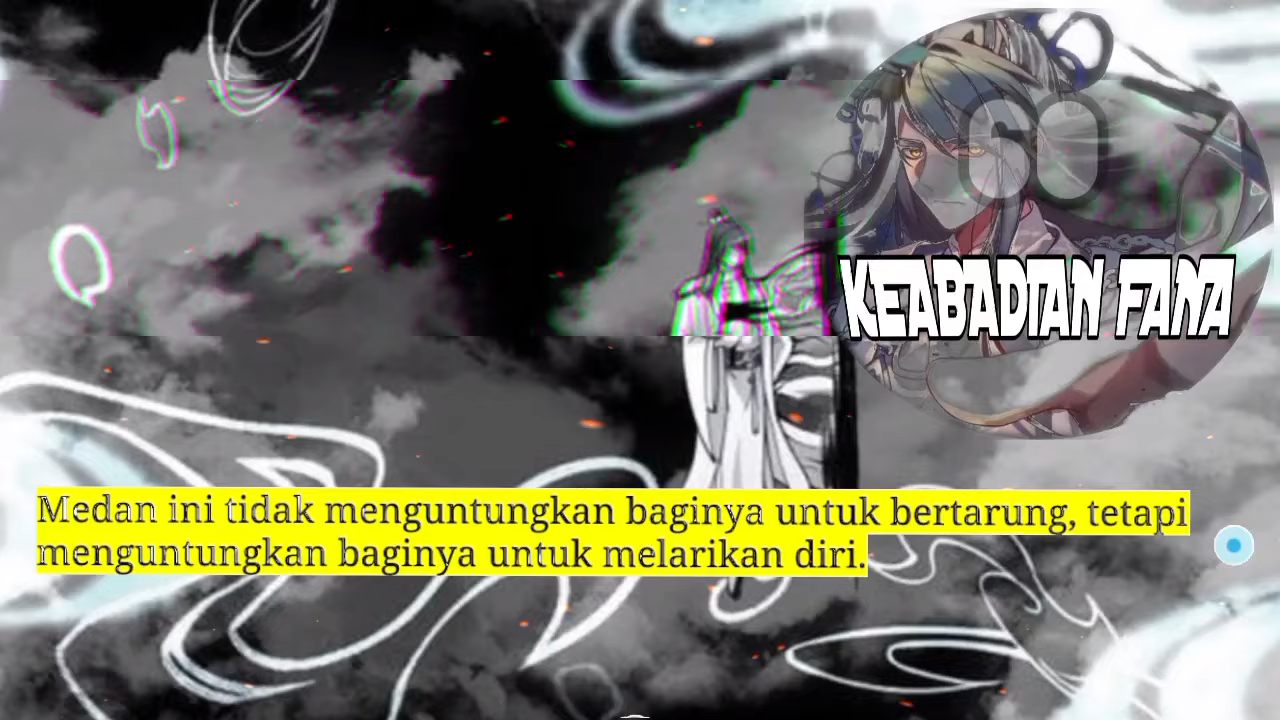 KEABADIAN FANA
Medan ini tidak menguntungkan baginya untuk bertarung, tetapi
menguntungkan baginya untuk melarikan diri.